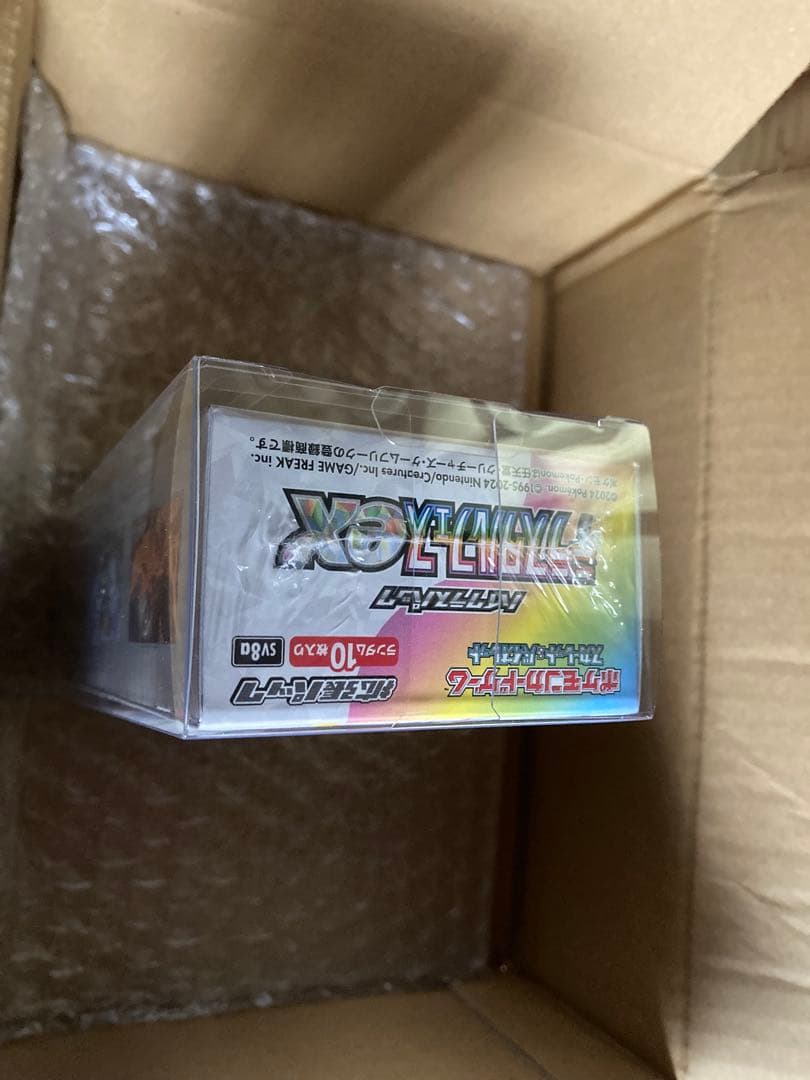 ポケモンカードゲーム
スカーレット&バイオレット
拡張パック
ランダム10枚入り
SV8a
ハイクラスパック
テラスタルフェスex
©2024 Pokémon. ©1995-2024 Nintendo/Creatures Inc./GAME FREAK inc.
ポケモン・Pokémonは任天堂・クリーチャーズ・ゲームフリークの登録商標です。